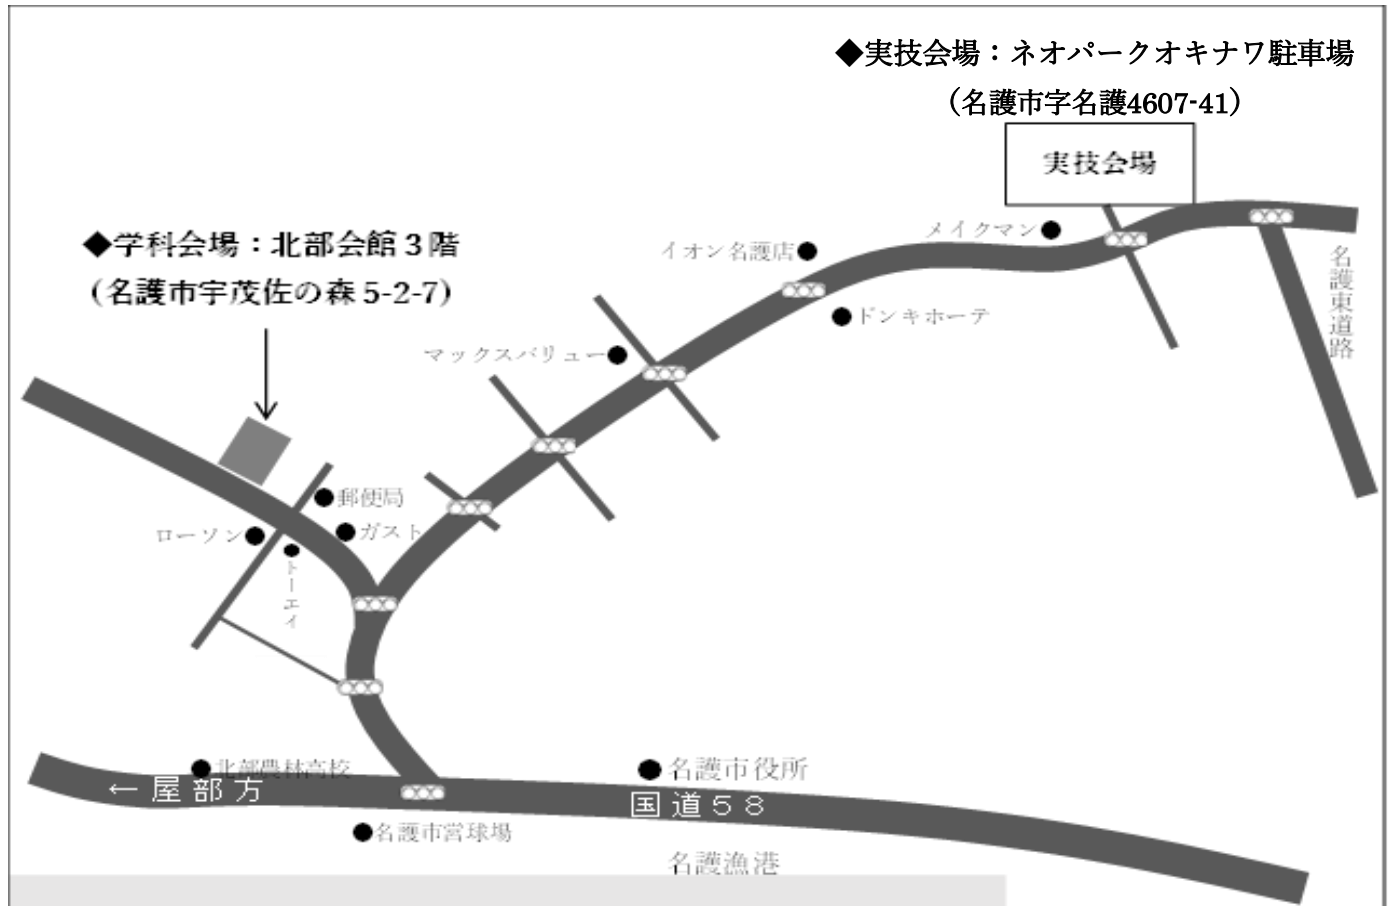 ◆実技会場：ネオパークオキナワ駐車場
（名護市字名護4607-41）
実技会場
メイクマン
イオン名護店
◆学科会場：北部会館３階
（名護市宇茂佐の森5-2-7）
名護東道路
ドンキホーテ
マックスバリュー
郵便局
ローソン
ガスト
トーエイ
北部農林高校
←屋部方
名護市役所
国道５８
名護市営球場
名護漁港